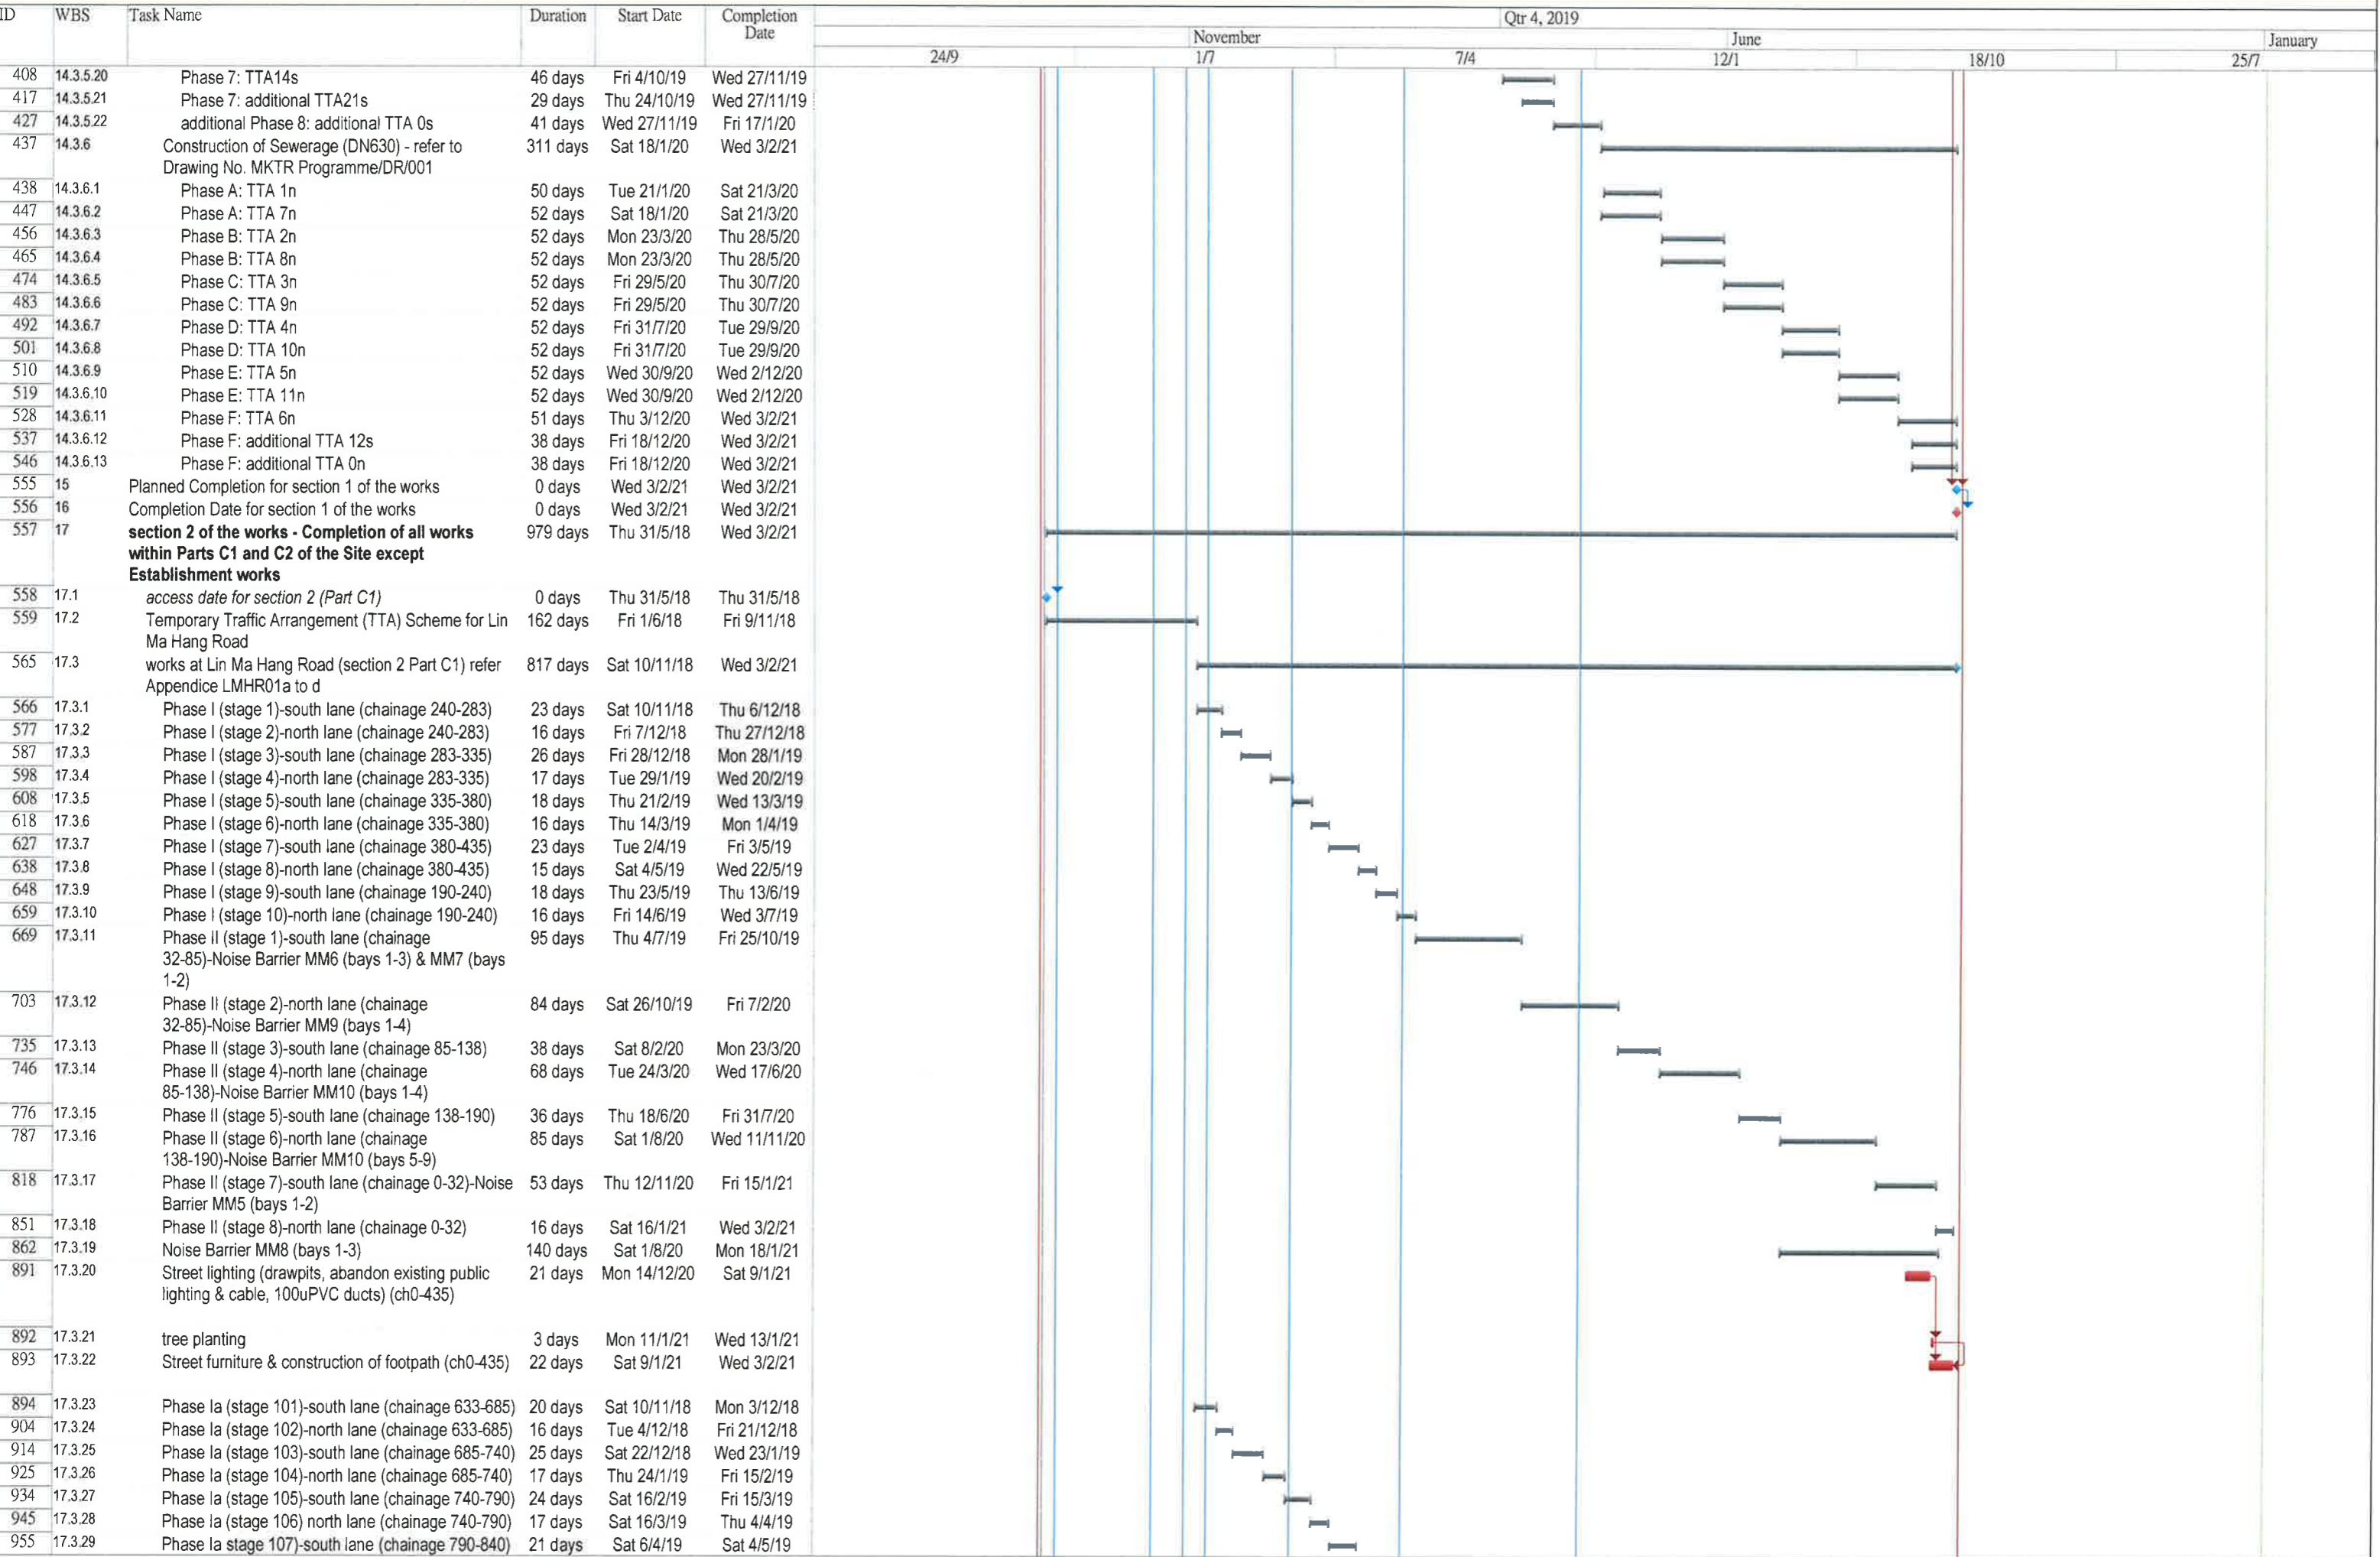 ID WBS Task Name Duration Start Date Completion Date
Qtr 4, 2019
November June January
24/9 1/7 7/4 12/1 18/10 25/7
408 14.3.5.20 Phase 7: TTA14s 46 days Fri 4/10/19 Wed 27/11/19
417 14.3.5.21 Phase 7: additional TTA21s 29 days Thu 24/10/19 Wed 27/11/19
427 14.3.5.22 additional Phase 8: additional TTA 0s 41 days Wed 27/11/19 Fri 17/1/20
437 14.3.6 Construction of Sewerage (DN630) - refer to 311 days Sat 18/1/20 Wed 3/2/21
Drawing No. MKTR Programme/DR/001
438 14.3.6.1 Phase A: TTA 1n 50 days Tue 21/1/20 Sat 21/3/20
447 14.3.6.2 Phase A: TTA 7n 52 days Sat 18/1/20 Sat 21/3/20
456 14.3.6.3 Phase B: TTA 2n 52 days Mon 23/3/20 Thu 28/5/20
465 14.3.6.4 Phase B: TTA 8n 52 days Mon 23/3/20 Thu 28/5/20
474 14.3.6.5 Phase C: TTA 3n 52 days Fri 29/5/20 Thu 30/7/20
483 14.3.6.6 Phase C: TTA 9n 52 days Fri 29/5/20 Thu 30/7/20
492 14.3.6.7 Phase D: TTA 4n 52 days Fri 31/7/20 Tue 29/9/20
501 14.3.6.8 Phase D: TTA 10n 52 days Fri 31/7/20 Tue 29/9/20
510 14.3.6.9 Phase E: TTA 5n 52 days Wed 30/9/20 Wed 2/12/20
519 14.3.6.10 Phase E: TTA 11n 52 days Wed 30/9/20 Wed 2/12/20
528 14.3.6.11 Phase F: TTA 6n 51 days Thu 3/12/20 Wed 3/2/21
537 14.3.6.12 Phase F: additional TTA 12s 38 days Fri 18/12/20 Wed 3/2/21
546 14.3.6.13 Phase F: additional TTA 0n 38 days Fri 18/12/20 Wed 3/2/21
555 15 Planned Completion for section 1 of the works 0 days Wed 3/2/21 Wed 3/2/21
556 16 Completion Date for section 1 of the works 0 days Wed 3/2/21 Wed 3/2/21
557 17 section 2 of the works - Completion of all works 979 days Thu 31/5/18 Wed 3/2/21
within Parts C1 and C2 of the Site except
Establishment works
558 17.1 access date for section 2 (Part C1) 0 days Thu 31/5/18 Thu 31/5/18
559 17.2 Temporary Traffic Arrangement (TTA) Scheme for Lin 162 days Fri 1/6/18 Fri 9/11/18
Ma Hang Road
565 17.3 works at Lin Ma Hang Road (section 2 Part C1) refer 817 days Sat 10/11/18 Wed 3/2/21
Appendice LMHR01a to d
566 17.3.1 Phase I (stage 1)-south lane (chainage 240-283) 23 days Sat 10/11/18 Thu 6/12/18
577 17.3.2 Phase I (stage 2)-north lane (chainage 240-283) 16 days Fri 7/12/18 Thu 27/12/18
587 17.3.3 Phase I (stage 3)-south lane (chainage 283-335) 26 days Fri 28/12/18 Mon 28/1/19
598 17.3.4 Phase I (stage 4)-north lane (chainage 283-335) 17 days Tue 29/1/19 Wed 20/2/19
608 17.3.5 Phase I (stage 5)-south lane (chainage 335-380) 18 days Thu 21/2/19 Wed 13/3/19
618 17.3.6 Phase I (stage 6)-north lane (chainage 335-380) 16 days Thu 14/3/19 Mon 1/4/19
627 17.3.7 Phase I (stage 7)-south lane (chainage 380-435) 23 days Tue 2/4/19 Fri 3/5/19
638 17.3.8 Phase I (stage 8)-north lane (chainage 380-435) 15 days Sat 4/5/19 Wed 22/5/19
648 17.3.9 Phase I (stage 9)-south lane (chainage 190-240) 18 days Thu 23/5/19 Thu 13/6/19
659 17.3.10 Phase I (stage 10)-north lane (chainage 190-240) 16 days Fri 14/6/19 Wed 3/7/19
669 17.3.11 Phase II (stage 1)-south lane (chainage 95 days Thu 4/7/19 Fri 25/10/19
32-85)-Noise Barrier MM6 (bays 1-3) & MM7 (bays
1-2)
703 17.3.12 Phase II (stage 2)-north lane (chainage 84 days Sat 26/10/19 Fri 7/2/20
32-85)-Noise Barrier MM9 (bays 1-4)
735 17.3.13 Phase II (stage 3)-south lane (chainage 85-138) 38 days Sat 8/2/20 Mon 23/3/20
746 17.3.14 Phase II (stage 4)-north lane (chainage 68 days Tue 24/3/20 Wed 17/6/20
85-138)-Noise Barrier MM10 (bays 1-4)
776 17.3.15 Phase II (stage 5)-south lane (chainage 138-190) 36 days Thu 18/6/20 Fri 31/7/20
787 17.3.16 Phase II (stage 6)-north lane (chainage 85 days Sat 1/8/20 Wed 11/11/20
138-190)-Noise Barrier MM10 (bays 5-9)
818 17.3.17 Phase II (stage 7)-south lane (chainage 0-32)-Noise 53 days Thu 12/11/20 Fri 15/1/21
Barrier MM5 (bays 1-2)
851 17.3.18 Phase II (stage 8)-north lane (chainage 0-32) 16 days Sat 16/1/21 Wed 3/2/21
862 17.3.19 Noise Barrier MM8 (bays 1-3) 140 days Sat 1/8/20 Mon 18/1/21
891 17.3.20 Street lighting (drawpits, abandon existing public 21 days Mon 14/12/20 Sat 9/1/21
lighting & cable, 100uPVC ducts) (ch0-435)
892 17.3.21 tree planting 3 days Mon 11/1/21 Wed 13/1/21
893 17.3.22 Street furniture & construction of footpath (ch0-435) 22 days Sat 9/1/21 Wed 3/2/21
894 17.3.23 Phase Ia (stage 101)-south lane (chainage 633-685) 20 days Sat 10/11/18 Mon 3/12/18
904 17.3.24 Phase Ia (stage 102)-north lane (chainage 633-685) 16 days Tue 4/12/18 Fri 21/12/18
914 17.3.25 Phase Ia (stage 103)-south lane (chainage 685-740) 25 days Sat 22/12/18 Wed 23/1/19
925 17.3.26 Phase Ia (stage 104)-north lane (chainage 685-740) 17 days Thu 24/1/19 Fri 15/2/19
934 17.3.27 Phase Ia (stage 105)-south lane (chainage 740-790) 24 days Sat 16/2/19 Fri 15/3/19
945 17.3.28 Phase Ia (stage 106) north lane (chainage 740-790) 17 days Sat 16/3/19 Thu 4/4/19
955 17.3.29 Phase Ia stage 107)-south lane (chainage 790-840) 21 days Sat 6/4/19 Sat 4/5/19